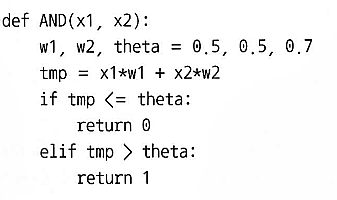 def AND(x1, x2):
    w1, w2, theta = 0.5, 0.5, 0.7
    tmp = x1*w1 + x2*w2
    if tmp <= theta:
        return 0
    elif tmp > theta:
        return 1